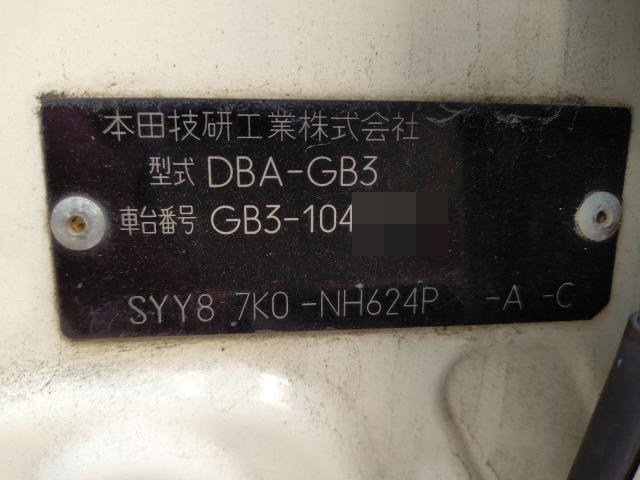 本田技研工業株式会社
型式 DBA-GB3
車台番号 GB3-104
SYY8 7K0 -NH624P -A -C